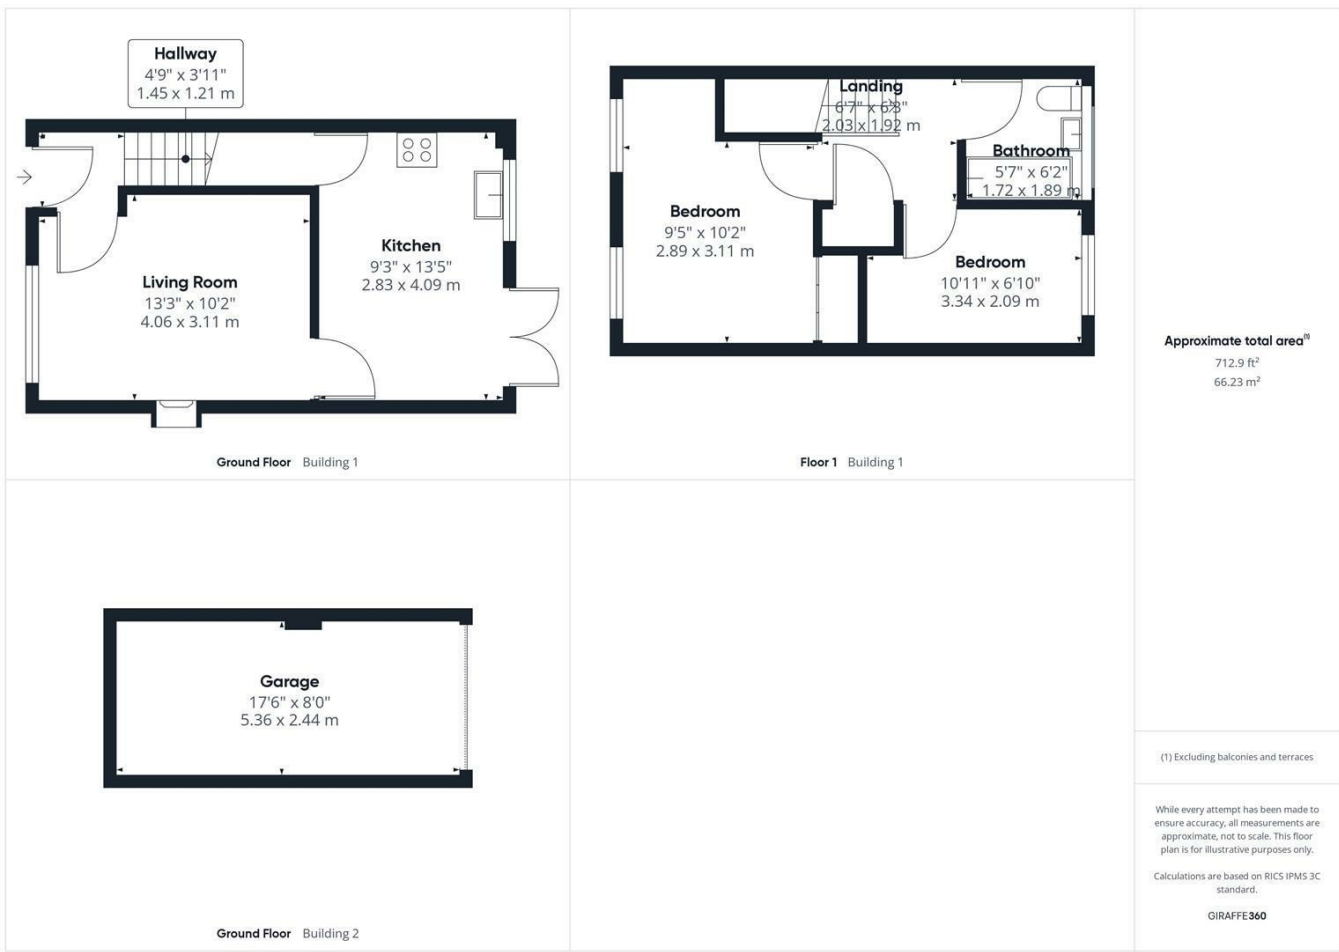 Hallway
4'9" x 3'11"
1.45 x 1.21 m
Living Room
13'3" x 10'2"
4.06 x 3.11 m
Kitchen
9'3" x 13'5"
2.83 x 4.09 m
Ground Floor Building 1
Landing
6'7" x 6'3"
2.03 x 1.92 m
Bathroom
5'7" x 6'2"
1.72 x 1.89 m
Bedroom
9'5" x 10'2"
2.89 x 3.11 m
Bedroom
10'11" x 6'10"
3.34 x 2.09 m
Floor 1 Building 1
Garage
17'6" x 8'0"
5.36 x 2.44 m
Ground Floor Building 2
Approximate total area⁽¹⁾
712.9 ft²
66.23 m²
(1) Excluding balconies and terraces
While every attempt has been made to
ensure accuracy, all measurements are
approximate, not to scale. This floor
plan is for illustrative purposes only.
Calculations are based on RICS IPMS 3C
standard.
GIRAFFE360